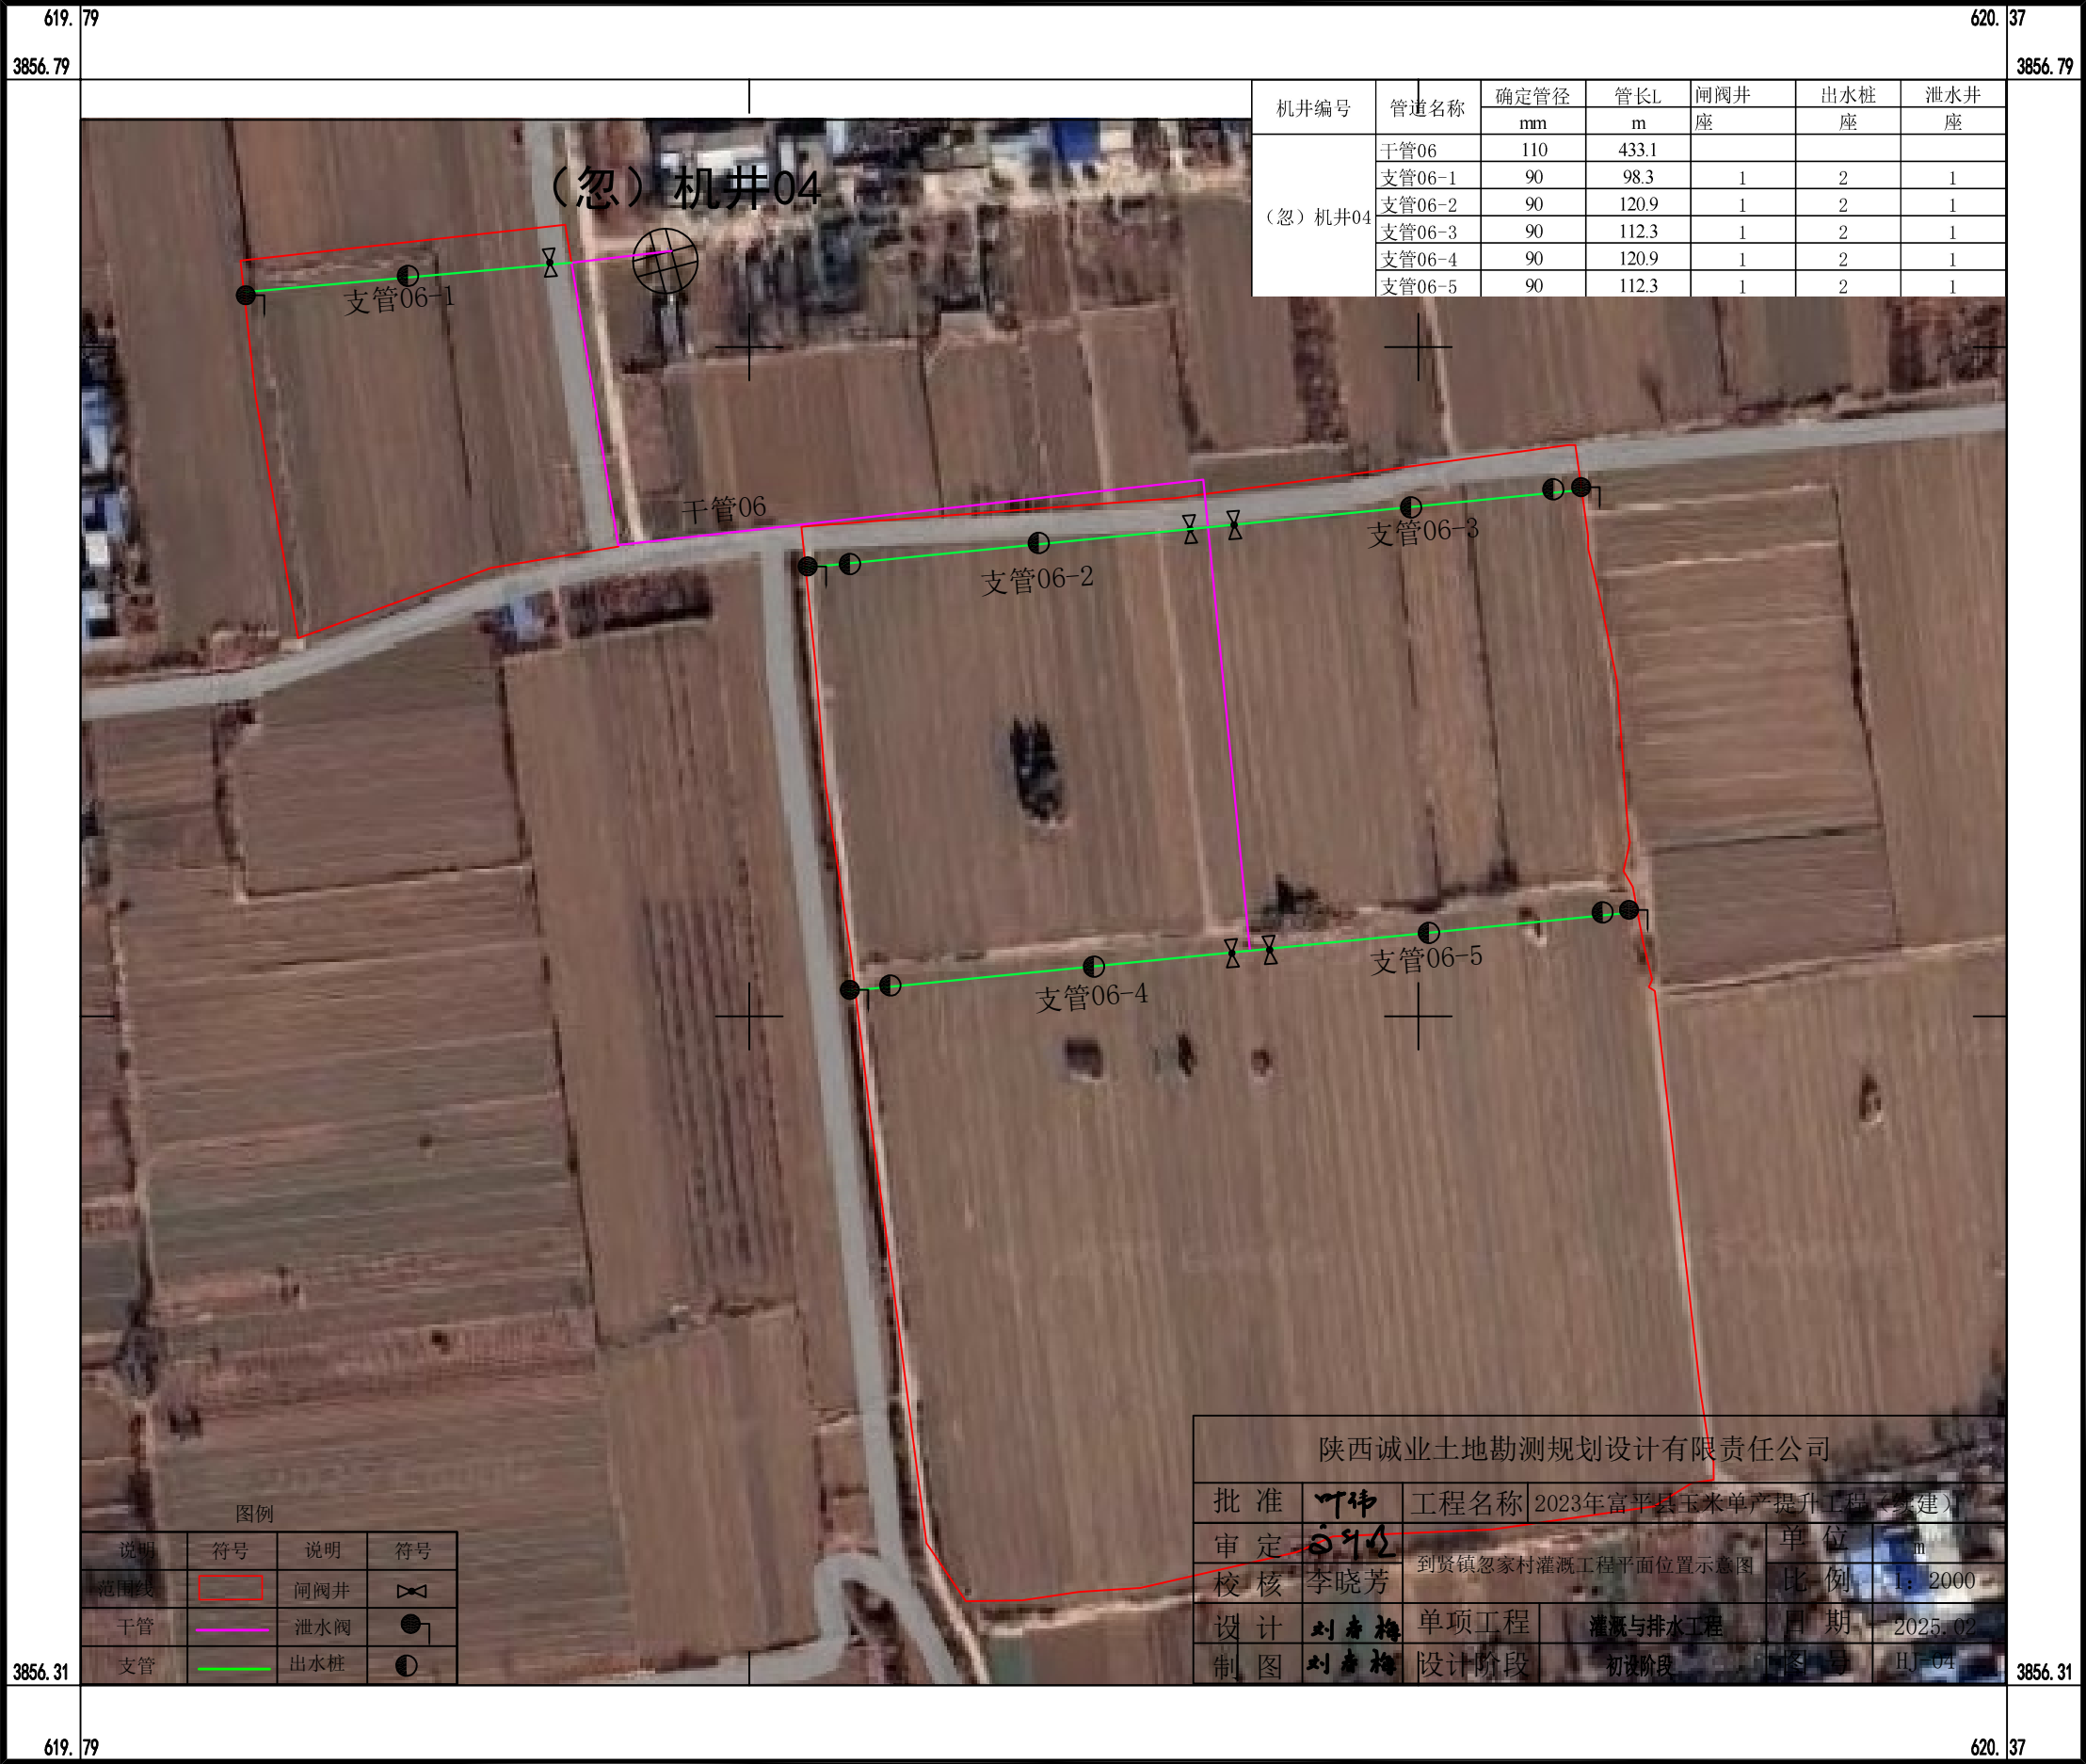 619.79
620.37
3856.79
3856.79
机井编号 管道名称 确定管径 管长L 闸阀井 出水桩 泄水井
mm m 座 座 座
（忽）机井04
干管06 110 433.1
支管06-1 90 98.3 1 2 1
支管06-2 90 120.9 1 2 1
支管06-3 90 112.3 1 2 1
支管06-4 90 120.9 1 2 1
支管06-5 90 112.3 1 2 1
（忽）机井04
支管06-1
干管06
支管06-3
支管06-2
支管06-5
支管06-4
图例
说明 符号 说明 符号
范围线 闸阀井
干管 泄水阀
支管 出水桩
陕西诚业土地勘测规划设计有限责任公司
批 准 叶伟 工程名称 2023年富平县玉米单产提升工程（续建）
审 定 到贤镇忽家村灌溉工程平面位置示意图 单 位 m
校 核 李晓芳 比 例 1：2000
设 计 刘春梅 单项工程 灌溉与排水工程 日 期 2025.02
制 图 刘春梅 设计阶段 初设阶段 图 号 HJ-04
3856.31
3856.31
619.79
620.37